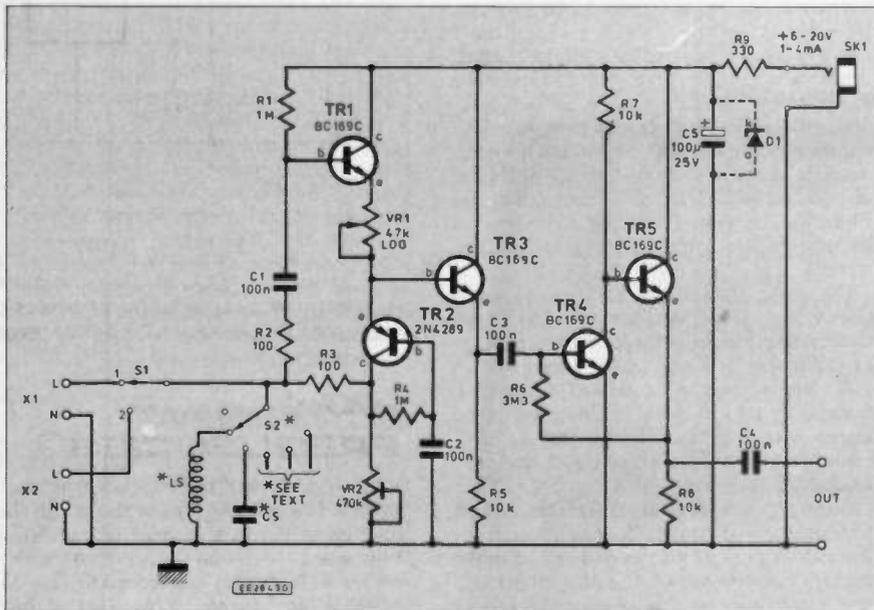 R9
330
+6-20V
1-4mA
SK1
R1
1M
TR1
BC169C
b
c
e
R7
10k
+
C5
100µ
25V
k
a
D1
VR1
47k
LOG
TR3
BC169C
b
c
e
TR5
BC169C
b
c
e
C1
100n
TR2
2N4289
e
b
c
TR4
BC169C
b
c
e
C3
100n
R2
100
R3
100
R4
1M
R6
3M3
L
1
S1
X1
N
2
S2
*
C2
100n
C4
100n
L
X2
N
* LS
*
CS
* SEE
TEXT
VR2
470k
R5
10k
R8
10k
OUT
EE2843G